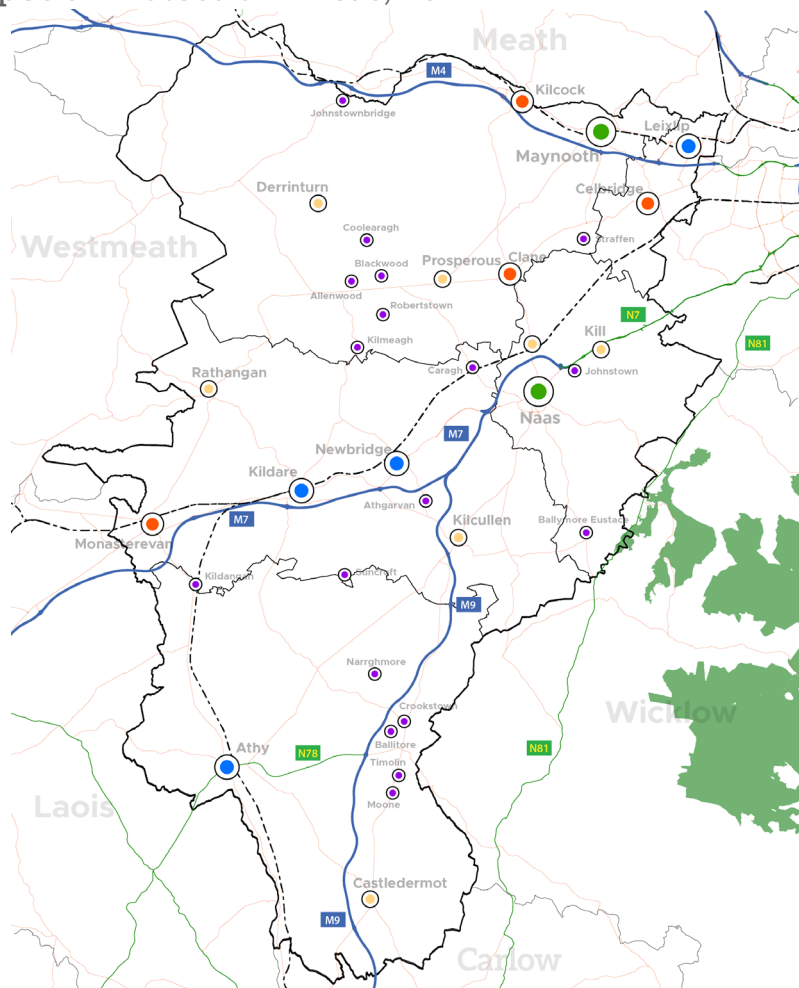 Meath
M4
Kilcock
Johnstownbridge
Leixlip
Maynooth
Derrinturn
Celbridge
Coolearagh
Straffen
Westmeath
Blackwood
Prosperous
Clane
Allenwood
Robertstown
N7
Kill
N81
Kilmeagh
Caragh
Johnstown
Rathangan
Naas
M7
Newbridge
Kildare
Athgarvan
M7
Kilcullen
Ballymore Eustace
Monasterevan
Kildangan
Suncroft
M9
Narrghmore
Crookstown
Wicklow
Ballitore
Athy
N78
N81
Timolin
Moone
Laois
Castledermot
M9
Carlow